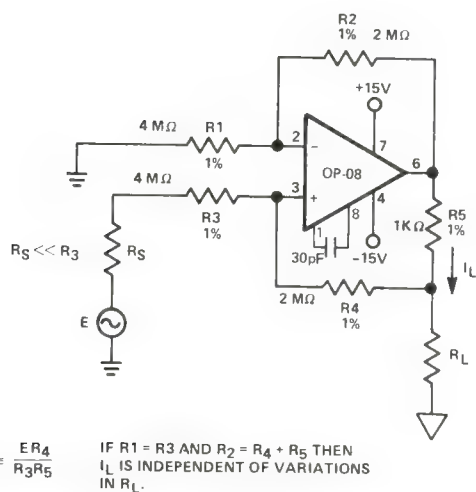 R2
1% 2 MΩ
+15V
4 MΩ R1
1%
2
−
7
OP-08
6
4 MΩ
R3
1%
3
+
8
4
1
30pF
−15V
R5
1%
1KΩ
IL
RS << R3
RS
2 MΩ R4
1%
E
RL
= ER4
R3R5
IF R1 = R3 AND R2 = R4 + R5 THEN
IL IS INDEPENDENT OF VARIATIONS
IN RL.